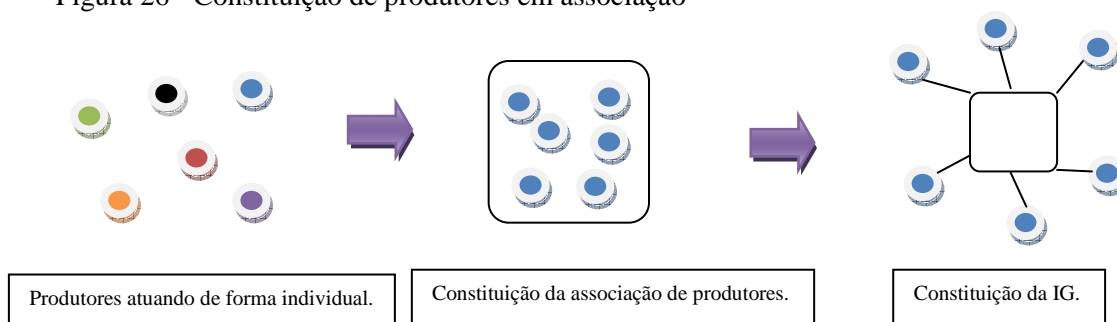 Figura 26 - Constituição de produtores em associação
Produtores atuando de forma individual.
Constituição da associação de produtores.
Constituição da IG.